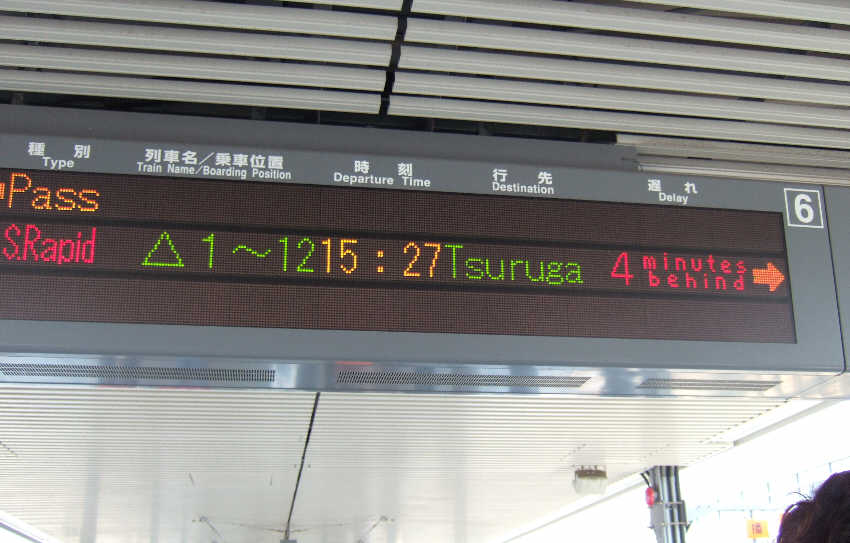 種別 列車名／乗車位置 時刻 行先 遅れ
Type Train Name/Boarding Position Departure Time Destination Delay
6
Pass
S.Rapid △ 1～12 15:27 Tsuruga 4 minutes behind →